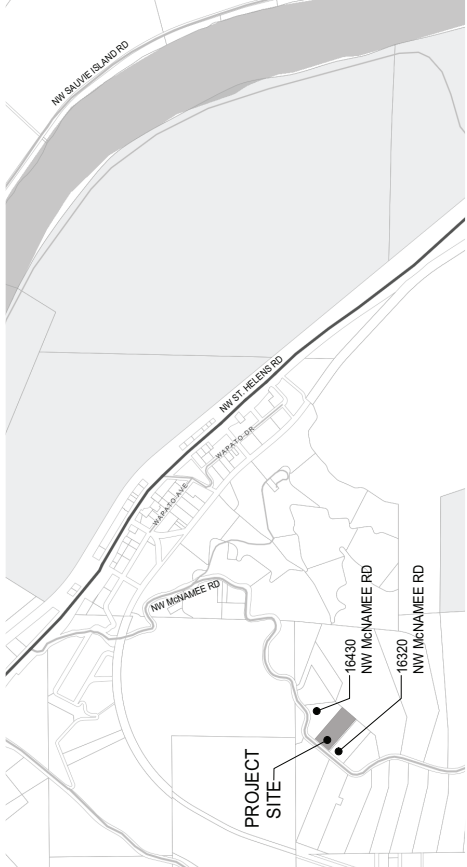 NW SAUVIE ISLAND RD
NW ST. HELENS RD
WAPATO AVE
WAPATO DR
NW McNAMEE RD
PROJECT
SITE
16430
NW McNAMEE RD
16320
NW McNAMEE RD